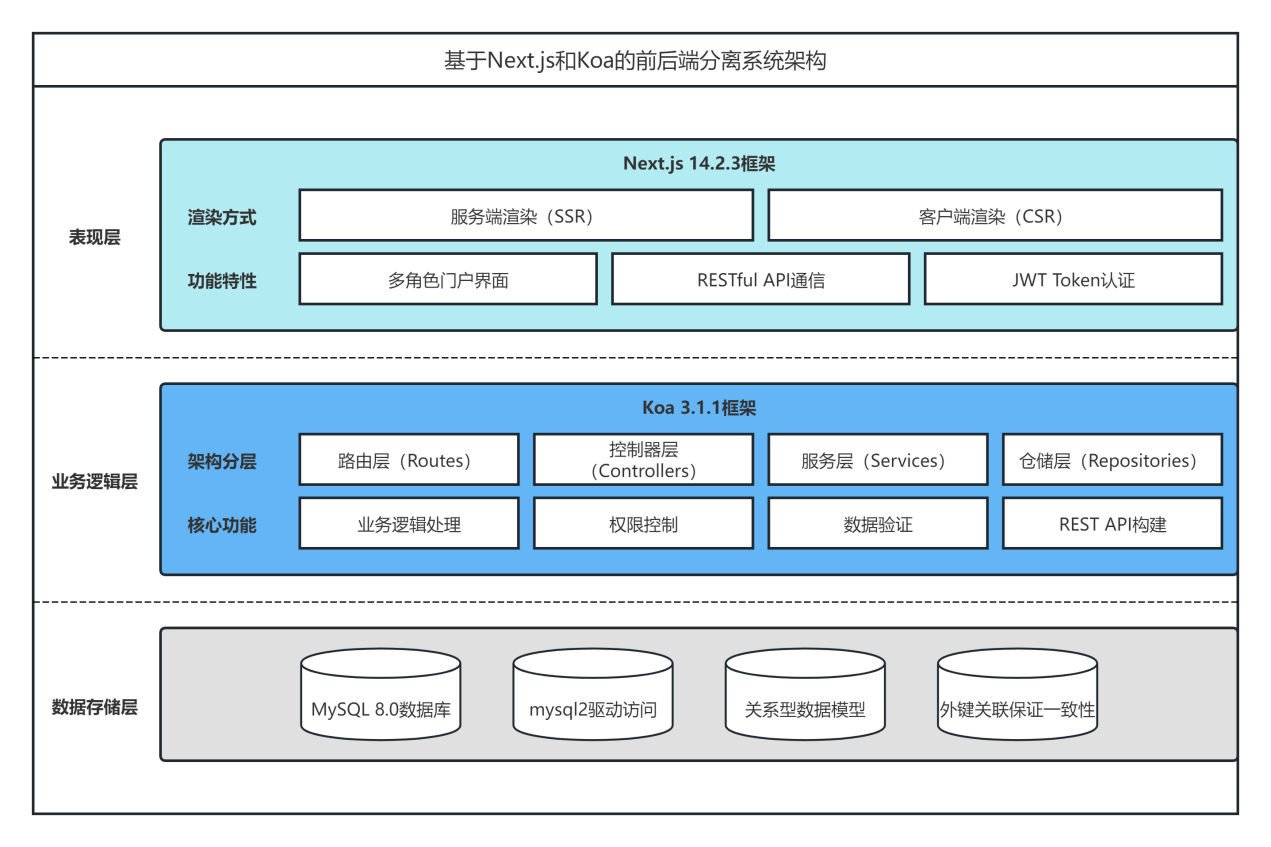 基于Next.js和Koa的前后端分离系统架构
表现层
Next.js 14.2.3框架
渲染方式
服务端渲染（SSR）
客户端渲染（CSR）
功能特性
多角色门户界面
RESTful API通信
JWT Token认证
业务逻辑层
Koa 3.1.1框架
架构分层
路由层（Routes）
控制器层
（Controllers）
服务层（Services）
仓储层（Repositories）
核心功能
业务逻辑处理
权限控制
数据验证
REST API构建
数据存储层
MySQL 8.0数据库
mysql2驱动访问
关系型数据模型
外键关联保证一致性